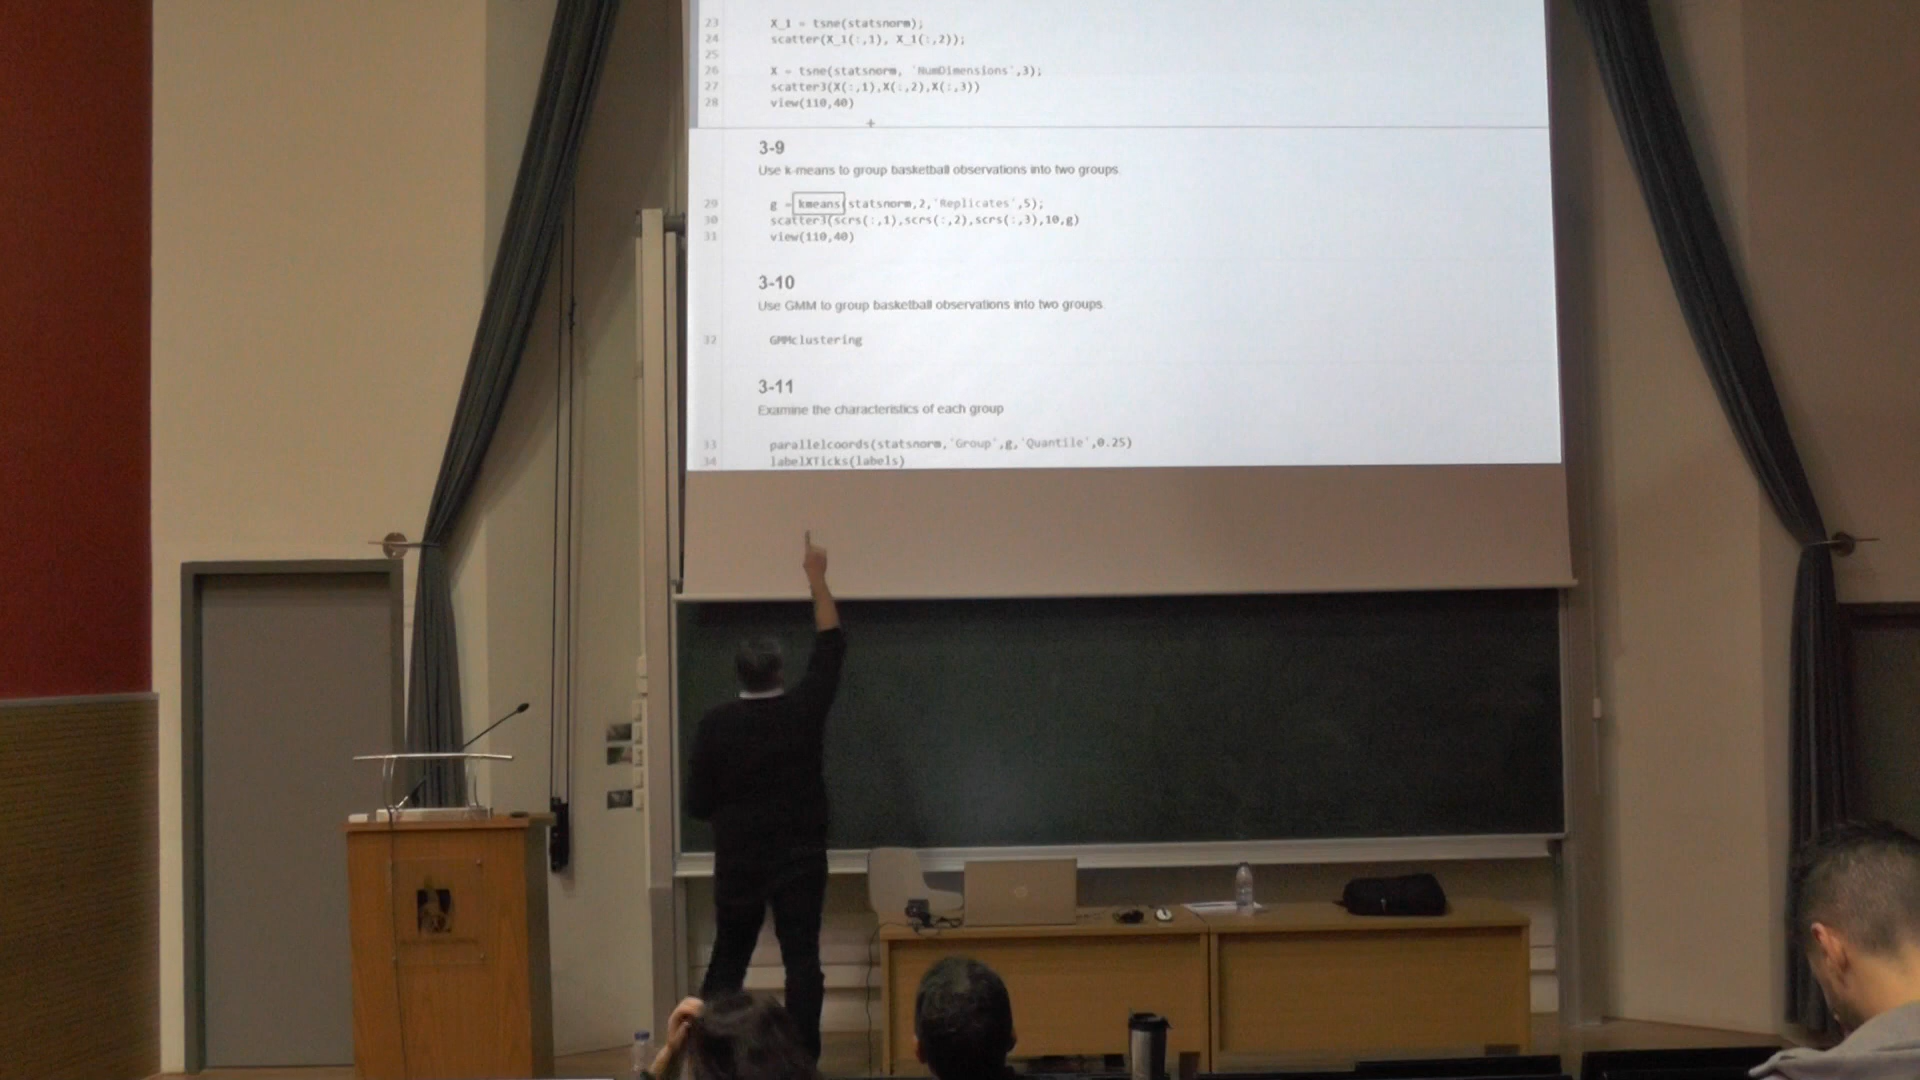 23 X_1 = tsne(statsnorm);
24 scatter(X_1(:,1), X_1(:,2));
25
26 X = tsne(statsnorm, 'NumDimensions',3);
27 scatter3(X(:,1),X(:,2),X(:,3))
28 view(110,40)
3-9
Use k-means to group basketball observations into two groups.
29 g = kmeans(statsnorm,2,'Replicates',5);
30 scatter3(scrs(:,1),scrs(:,2),scrs(:,3),10,g)
31 view(110,40)
3-10
Use GMM to group basketball observations into two groups
32 GMMclustering
3-11
Examine the characteristics of each group
33 parallelcoords(statsnorm,'Group',g,'Quantile',0.25)
34 labelXTicks(labels)